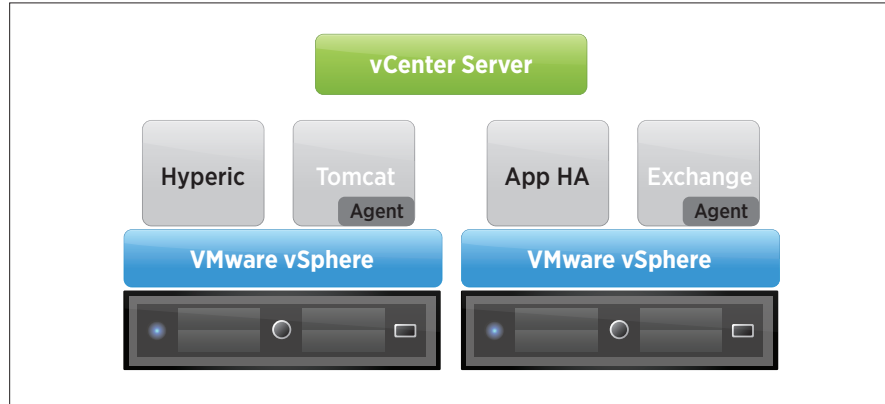 vCenter Server
Hyperic
Tomcat
Agent
App HA
Exchange
Agent
VMware vSphere
VMware vSphere